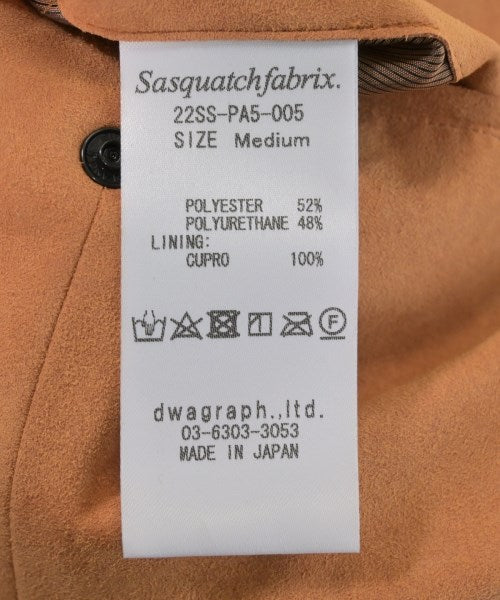 Sasquatchfabrix.
22SS-PA5-005
SIZE Medium
POLYESTER 52%
POLYURETHANE 48%
LINING:
CUPRO 100%
F
dwagraph.,ltd.
03-6303-3053
MADE IN JAPAN